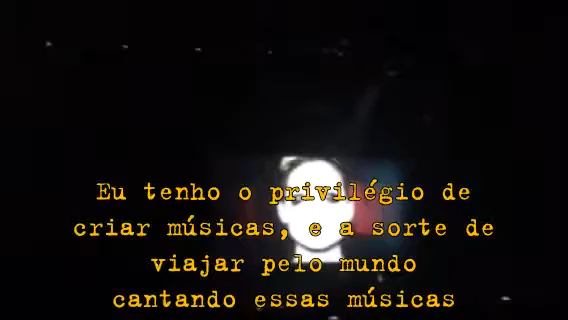 Eu tenho o privilégio de
criar músicas, e a sorte de
viajar pelo mundo
cantando essas músicas